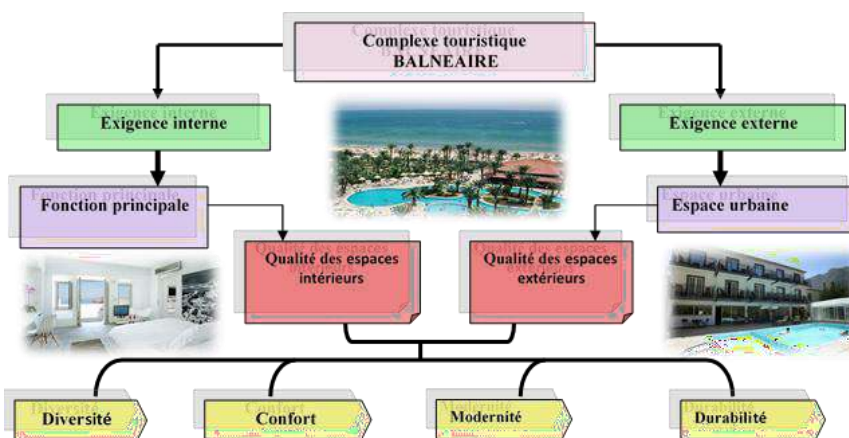 Complexe touristique
BALNEAIRE
Exigence interne
Exigence externe
Fonction principale
Espace urbaine
Qualité des espaces
intérieurs
Qualité des espaces
extérieurs
Diversité
Confort
Modernité
Durabilité